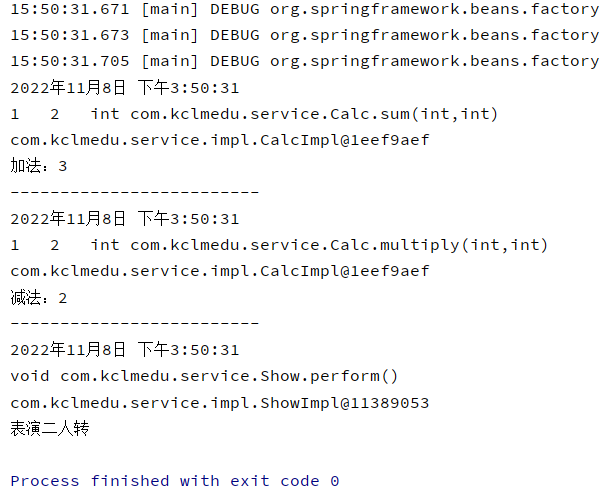 15:50:31.671 [main] DEBUG org.springframework.beans.factory
15:50:31.673 [main] DEBUG org.springframework.beans.factory
15:50:31.705 [main] DEBUG org.springframework.beans.factory
2022年11月8日 下午3:50:31
1   2   int com.kclmedu.service.Calc.sum(int,int)
com.kclmedu.service.impl.CalcImpl@1eef9aef
加法：3
-------------------------
2022年11月8日 下午3:50:31
1   2   int com.kclmedu.service.Calc.multiply(int,int)
com.kclmedu.service.impl.CalcImpl@1eef9aef
减法：2
-------------------------
2022年11月8日 下午3:50:31
void com.kclmedu.service.Show.perform()
com.kclmedu.service.impl.ShowImpl@11389053
表演二人转
Process finished with exit code 0